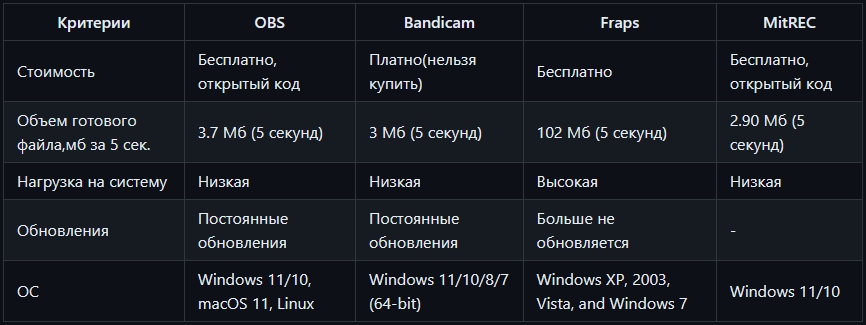 Критерии OBS Bandicam Fraps MitREC
Стоимость
Бесплатно,
открытый код
Платно(нельзя
купить)
Бесплатно
Бесплатно,
открытый код
Объем готового
файла,мб за 5 сек.
3.7 Мб (5 секунд)
3 Мб (5 секунд)
102 Мб (5 секунд)
2.90 Мб (5
секунд)
Нагрузка на систему
Низкая
Низкая
Высокая
Низкая
Обновления
Постоянные
обновления
Постоянные
обновления
Больше не
обновляется
-
ОС
Windows 11/10,
macOS 11, Linux
Windows 11/10/8/7
(64-bit)
Windows XP, 2003,
Vista, and Windows 7
Windows 11/10